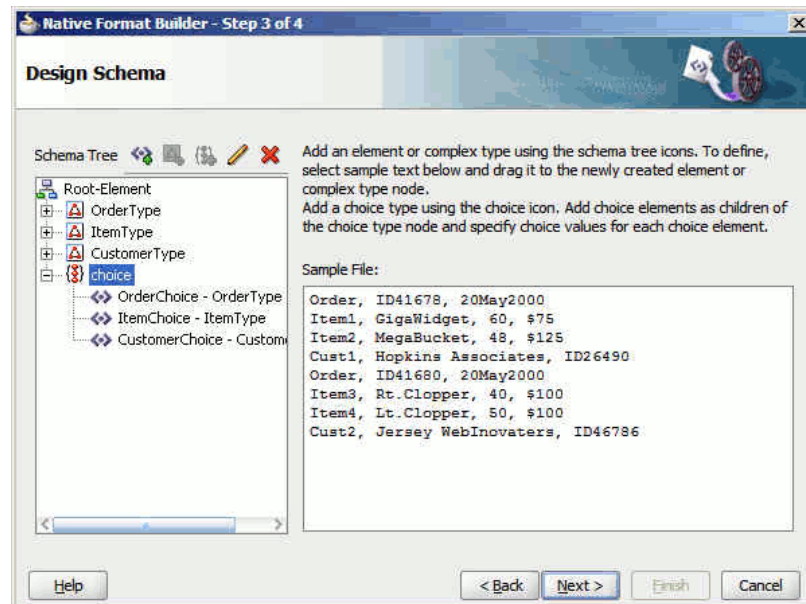 Native Format Builder - Step 3 of 4
Design Schema
Schema Tree
Root-Element
OrderType
ItemType
CustomerType
choice
OrderChoice - OrderType
ItemChoice - ItemType
CustomerChoice - Custom
Add an element or complex type using the schema tree icons. To define,
select sample text below and drag it to the newly created element or
complex type node.
Add a choice type using the choice icon. Add choice elements as children of
the choice type node and specify choice values for each choice element.
Sample File:
Order, ID41678, 20May2000
Item1, GigaWidget, 60, $75
Item2, MegaBucket, 48, $125
Cust1, Hopkins Associates, ID26490
Order, ID41680, 20May2000
Item3, Rt.Clopper, 40, $100
Item4, Lt.Clopper, 50, $100
Cust2, Jersey WebInovaters, ID46786
Help
< Back
Next >
Finish
Cancel